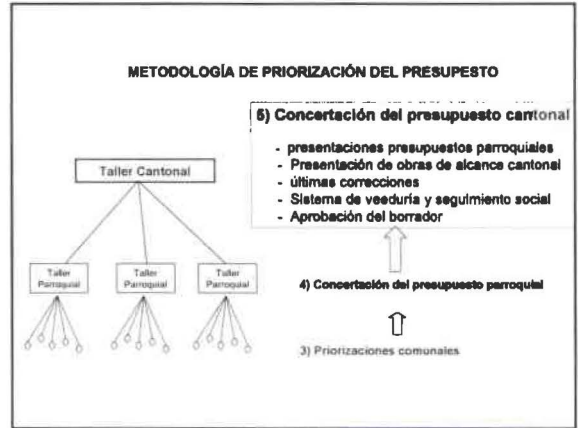 METODOLOGÍA DE PRIORIZACIÓN DEL PRESUPESTO
5) Concertación del presupuesto cantonal
- presentaciones presupuestos parroquiales
- Presentación de obras de alcance cantonal
- últimas correcciones
- Sistema de veeduría y seguimiento social
- Aprobación del borrador
Taller Cantonal
Taller
Parroquial
Taller
Parroquial
Taller
Parroquial
4) Concertación del presupuesto parroquial
3) Priorizaciones comunales